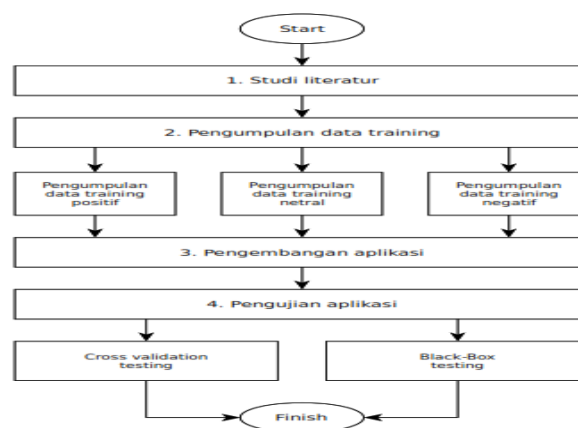 Start
1. Studi literatur
2. Pengumpulan data training
Pengumpulan
data training
positif
Pengumpulan
data training
netral
Pengumpulan
data training
negatif
3. Pengembangan aplikasi
4. Pengujian aplikasi
Cross validation
testing
Black-Box
testing
Finish